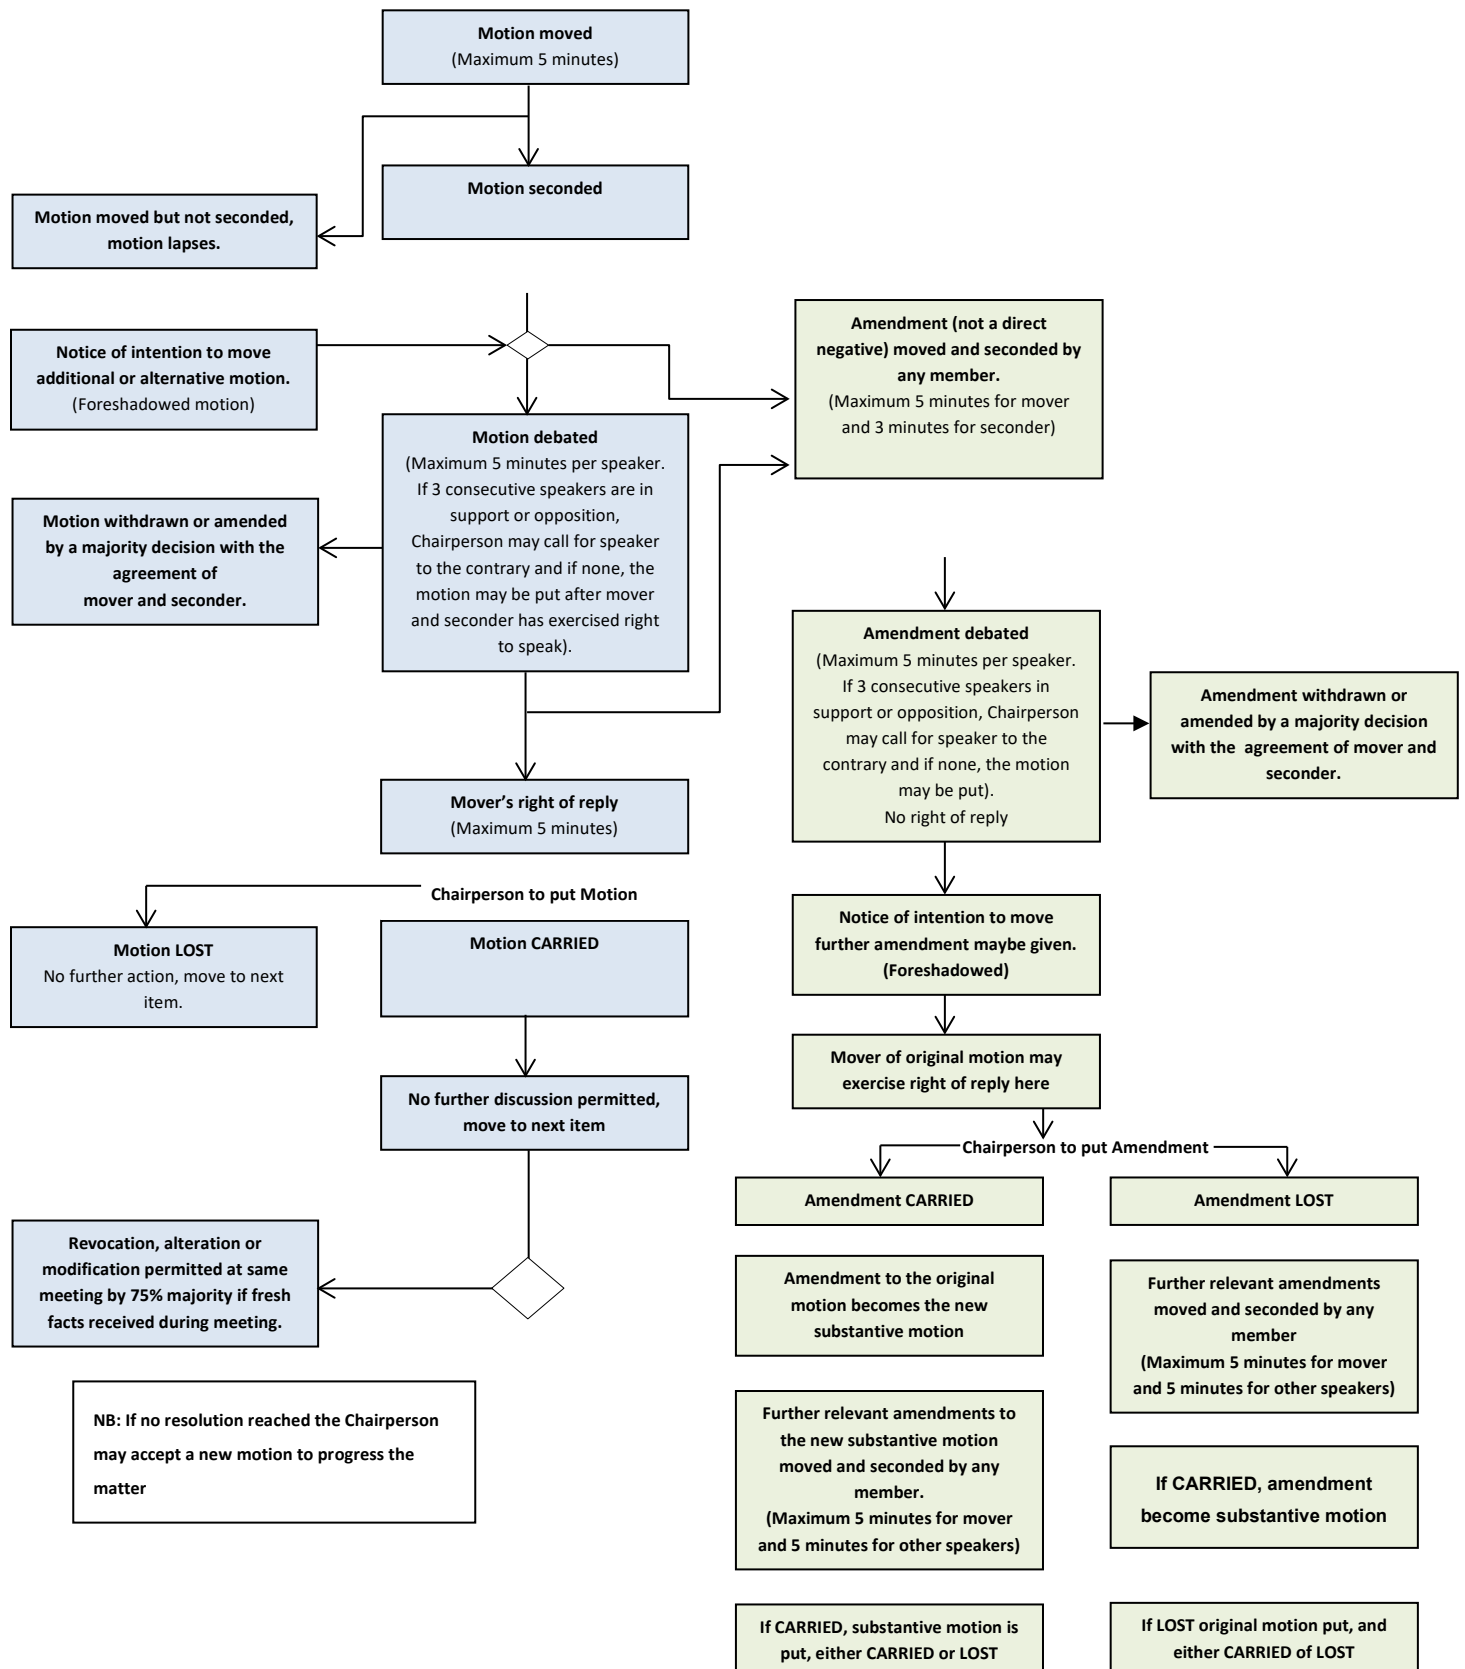 Motion moved
(Maximum 5 minutes)
Motion seconded
Motion moved but not seconded,
motion lapses.
Notice of intention to move
additional or alternative motion.
(Foreshadowed motion)
Amendment (not a direct
negative) moved and seconded by
any member.
(Maximum 5 minutes for mover
and 3 minutes for seconder)
Motion debated
(Maximum 5 minutes per speaker.
If 3 consecutive speakers are in
support or opposition,
Chairperson may call for speaker
to the contrary and if none, the
motion may be put after mover
and seconder has exercised right
to speak).
Motion withdrawn or amended
by a majority decision with the
agreement of
mover and seconder.
Amendment debated
(Maximum 5 minutes per speaker.
If 3 consecutive speakers in
support or opposition, Chairperson
may call for speaker to the
contrary and if none, the motion
may be put).
No right of reply
Amendment withdrawn or
amended by a majority decision
with the  agreement of mover and
seconder.
Mover’s right of reply
(Maximum 5 minutes)
Chairperson to put Motion
Motion LOST
No further action, move to next
item.
Motion CARRIED
Notice of intention to move
further amendment maybe given.
(Foreshadowed)
Mover of original motion may
exercise right of reply here
No further discussion permitted,
move to next item
Chairperson to put Amendment
Amendment CARRIED
Amendment LOST
Revocation, alteration or
modification permitted at same
meeting by 75% majority if fresh
facts received during meeting.
Amendment to the original
motion becomes the new
substantive motion
Further relevant amendments
moved and seconded by any
member
(Maximum 5 minutes for mover
and 5 minutes for other speakers)
NB: If no resolution reached the Chairperson
may accept a new motion to progress the
matter
Further relevant amendments to
the new substantive motion
moved and seconded by any
member.
(Maximum 5 minutes for mover
and 5 minutes for other speakers)
If CARRIED, amendment
become substantive motion
If CARRIED, substantive motion is
put, either CARRIED or LOST
If LOST original motion put, and
either CARRIED of LOST